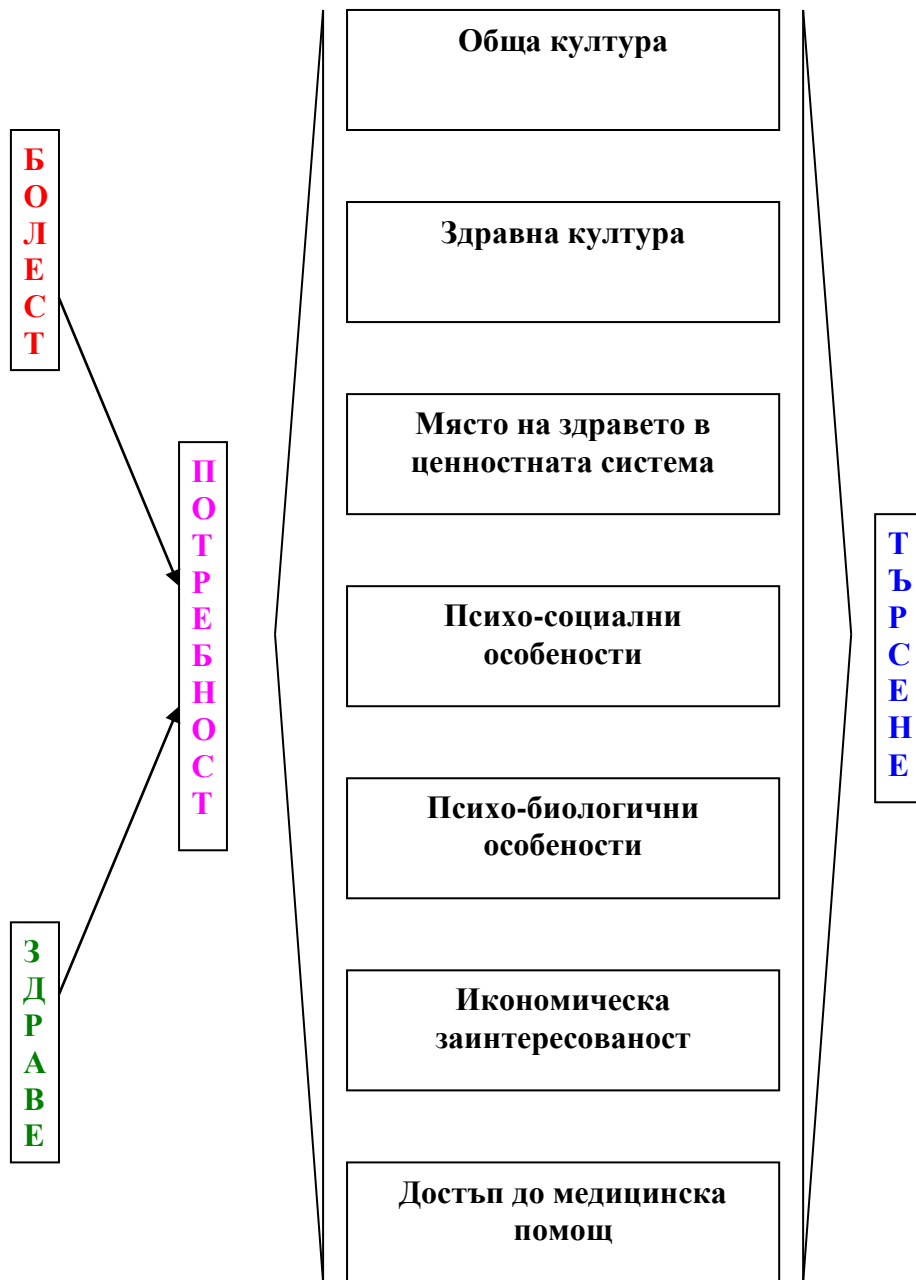 БОЛЕСТ
ЗДРАВЕ
ПОТРЕБНОСТ
Обща култура
Здравна култура
Място на здравето в
ценностната система
Психо-социални
особености
Психо-биологични
особености
Икономическа
заинтересованост
Достъп до медицинска
помощ
ТЪРСЕНЕ